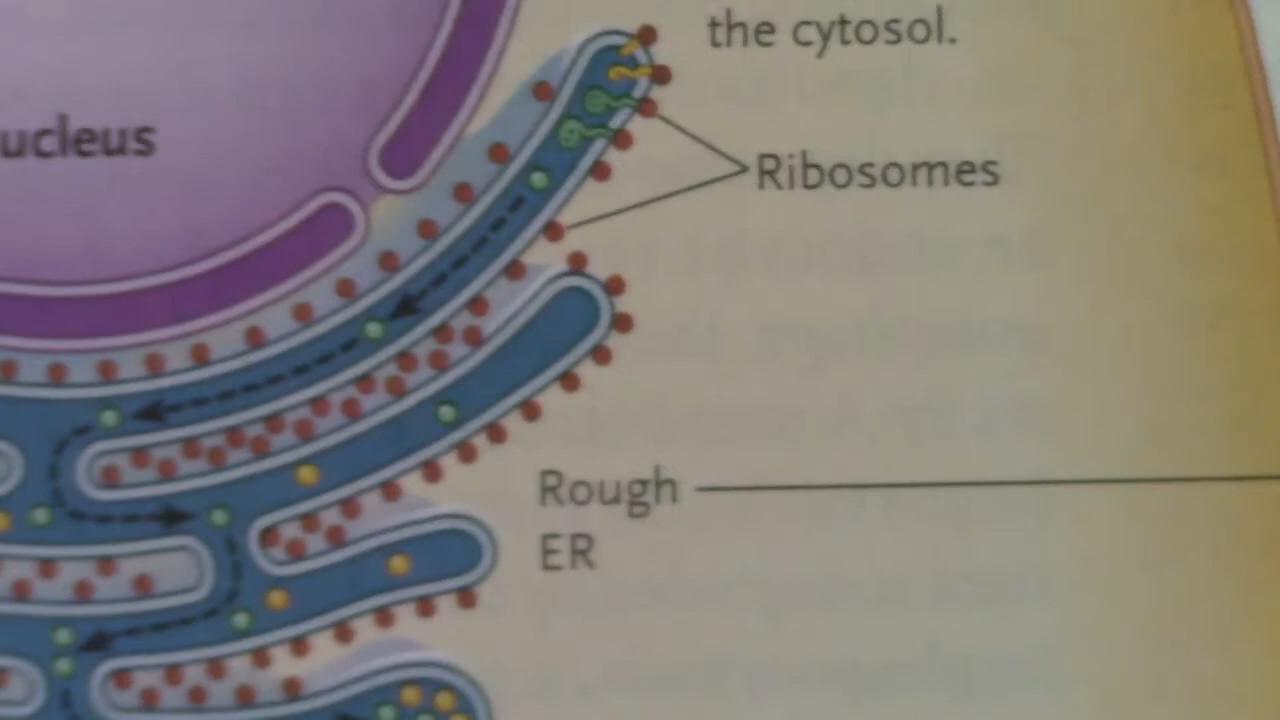 the cytosol.
ucleus
Ribosomes
Rough
ER